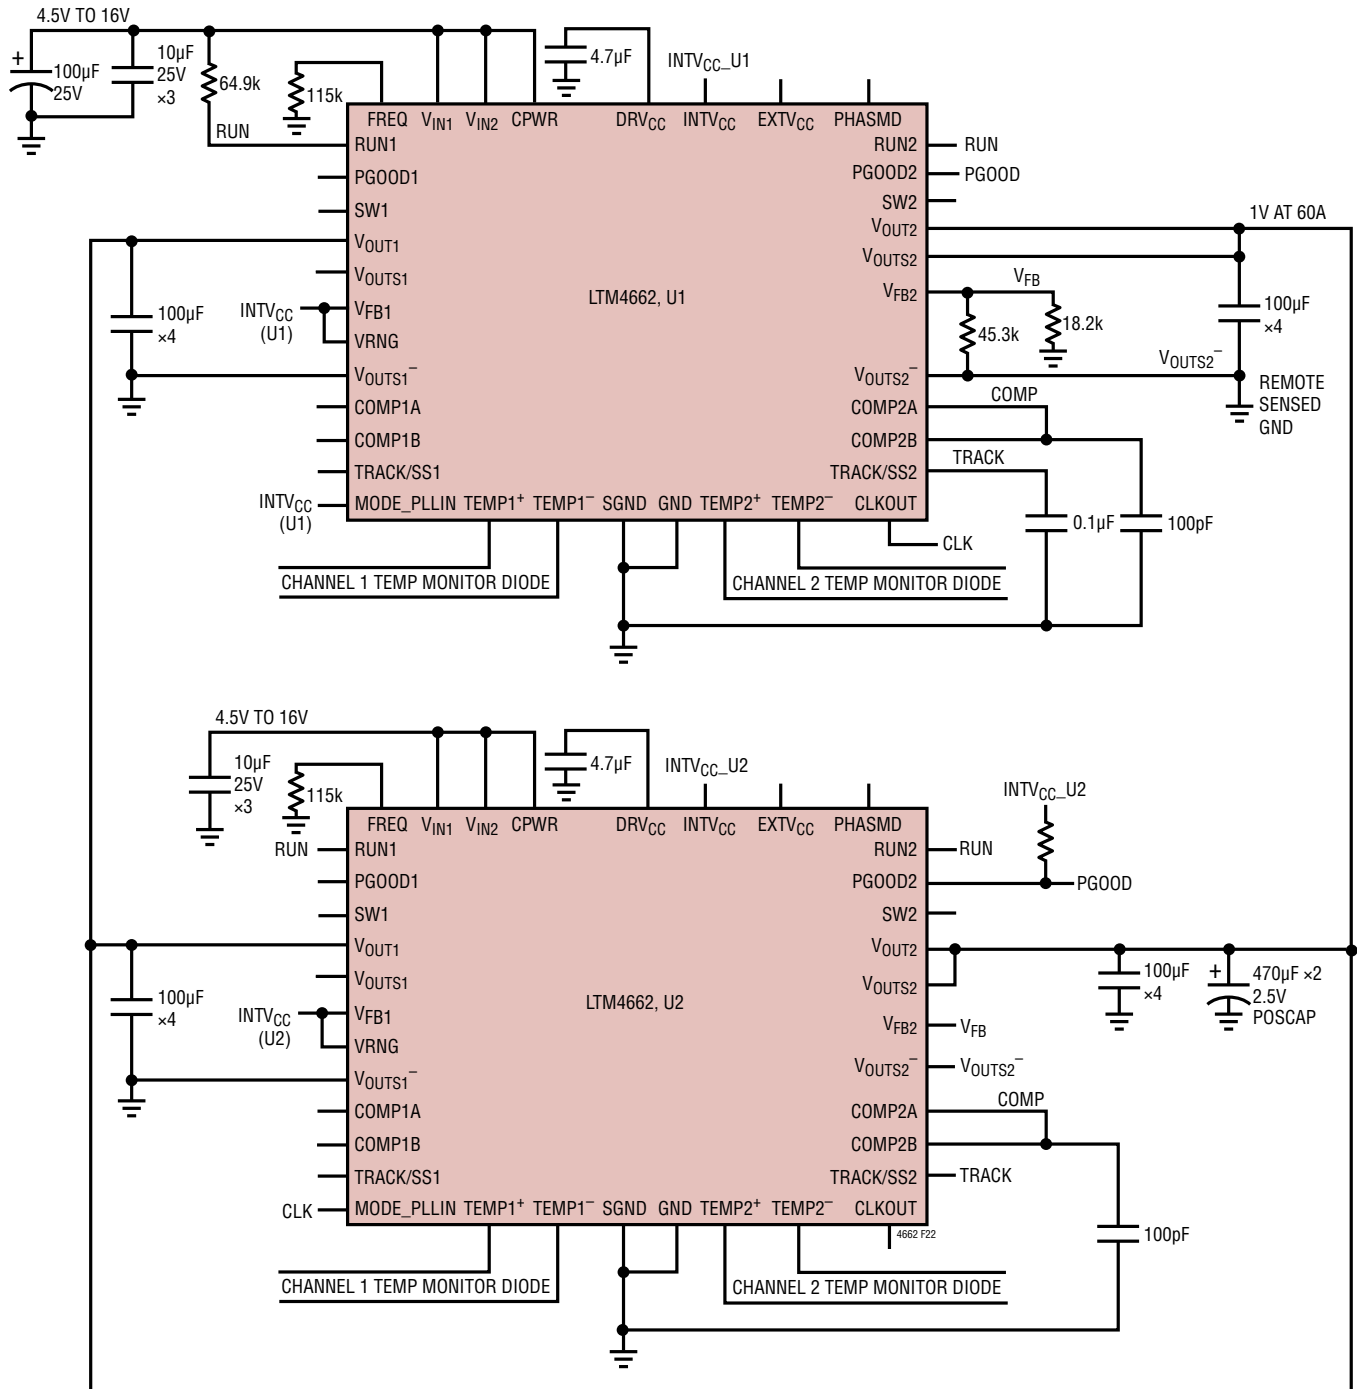 4.5V TO 16V
100µF
25V
10µF
25V
×3
64.9k
115k
4.7µF
INTVCC_U1
RUN
FREQ VIN1 VIN2 CPWR DRVCC INTVCC EXTVCC PHASMD
RUN1
PGOOD1
SW1
VOUT1
VOUTS1
VFB1
VRNG
VOUTS1–
COMP1A
COMP1B
TRACK/SS1
MODE_PLLIN TEMP1+ TEMP1– SGND GND TEMP2+ TEMP2– CLKOUT
LTM4662, U1
RUN2
PGOOD2
SW2
VOUT2
VOUTS2
VFB2
VOUTS2–
COMP2A
COMP2B
TRACK/SS2
RUN
PGOOD
1V AT 60A
VFB
45.3k
18.2k
100µF
×4
VOUTS2–
REMOTE
SENSED
GND
COMP
TRACK
0.1µF
100pF
CLK
100µF
×4
INTVCC
(U1)
INTVCC
(U1)
CHANNEL 1 TEMP MONITOR DIODE
CHANNEL 2 TEMP MONITOR DIODE
4.5V TO 16V
10µF
25V
×3
115k
4.7µF
INTVCC_U2
INTVCC_U2
RUN
FREQ VIN1 VIN2 CPWR DRVCC INTVCC EXTVCC PHASMD
RUN1
PGOOD1
SW1
VOUT1
VOUTS1
VFB1
VRNG
VOUTS1–
COMP1A
COMP1B
TRACK/SS1
MODE_PLLIN TEMP1+ TEMP1– SGND GND TEMP2+ TEMP2– CLKOUT
LTM4662, U2
RUN2
PGOOD2
SW2
VOUT2
VOUTS2
VFB2
VOUTS2–
COMP2A
COMP2B
TRACK/SS2
RUN
PGOOD
100µF
×4
470µF ×2
2.5V
POSCAP
VFB
VOUTS2–
COMP
TRACK
100pF
100µF
×4
INTVCC
(U2)
CLK
4662 F22
CHANNEL 1 TEMP MONITOR DIODE
CHANNEL 2 TEMP MONITOR DIODE
+
+